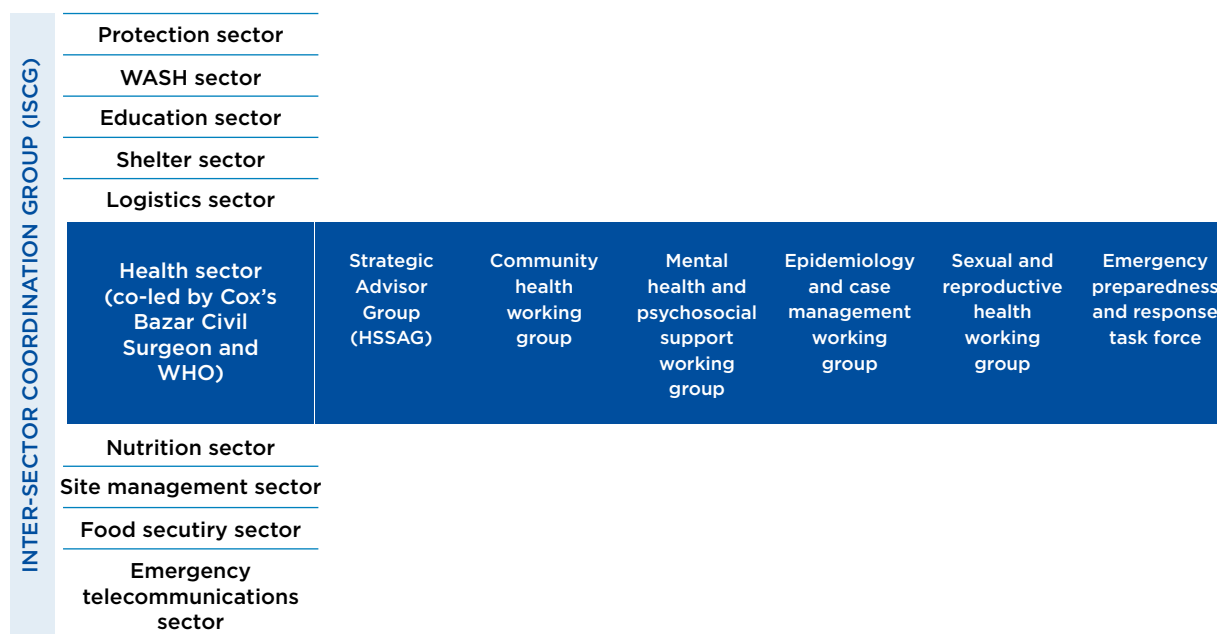 INTER-SECTOR COORDINATION GROUP (ISCG)
Protection sector
WASH sector
Education sector
Shelter sector
Logistics sector
Health sector
(co-led by Cox's
Bazar Civil
Surgeon and
WHO)
Strategic
Advisor
Group
(HSSAG)
Community
health
working
group
Mental
health and
psychosocial
support
working
group
Epidemiology
and case
management
working
group
Sexual and
reproductive
health
working
group
Emergency
preparedness
and response
task force
Nutrition sector
Site management sector
Food secutiry sector
Emergency
telecommunications
sector